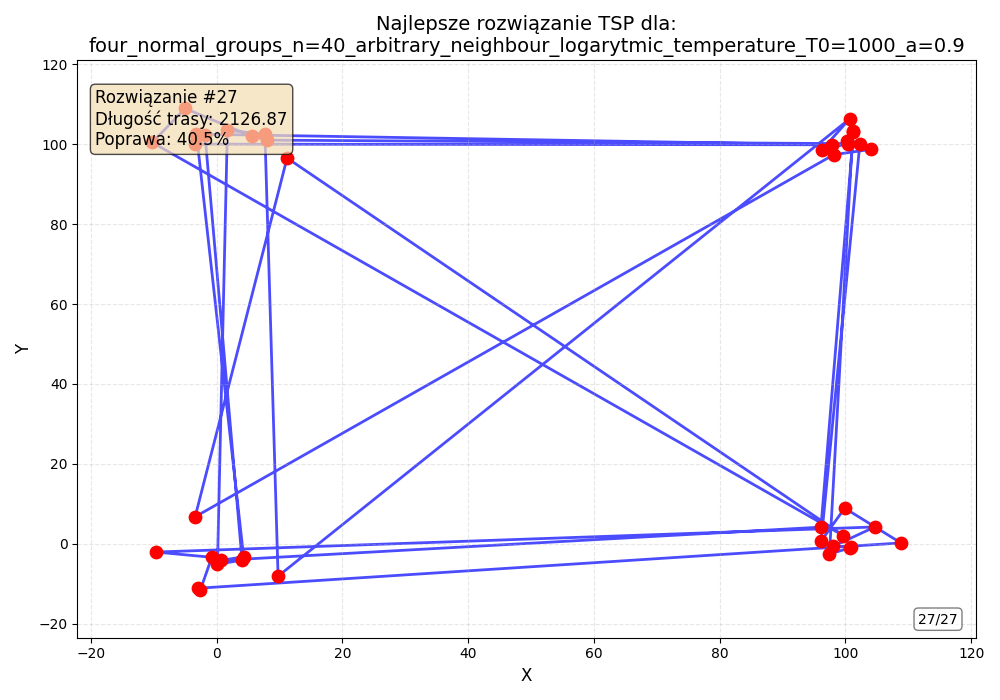 Najlepsze rozwiązanie TSP dla:
four_normal_groups_n=40_arbitrary_neighbour_logarytmic_temperature_T0=1000_a=0.9
Rozwiązanie #27
Długość trasy: 2126.87
Poprawa: 40.5%
120
100
80
60
40
20
0
−20
Y
27/27
−20
0
20
40
60
80
100
120
X